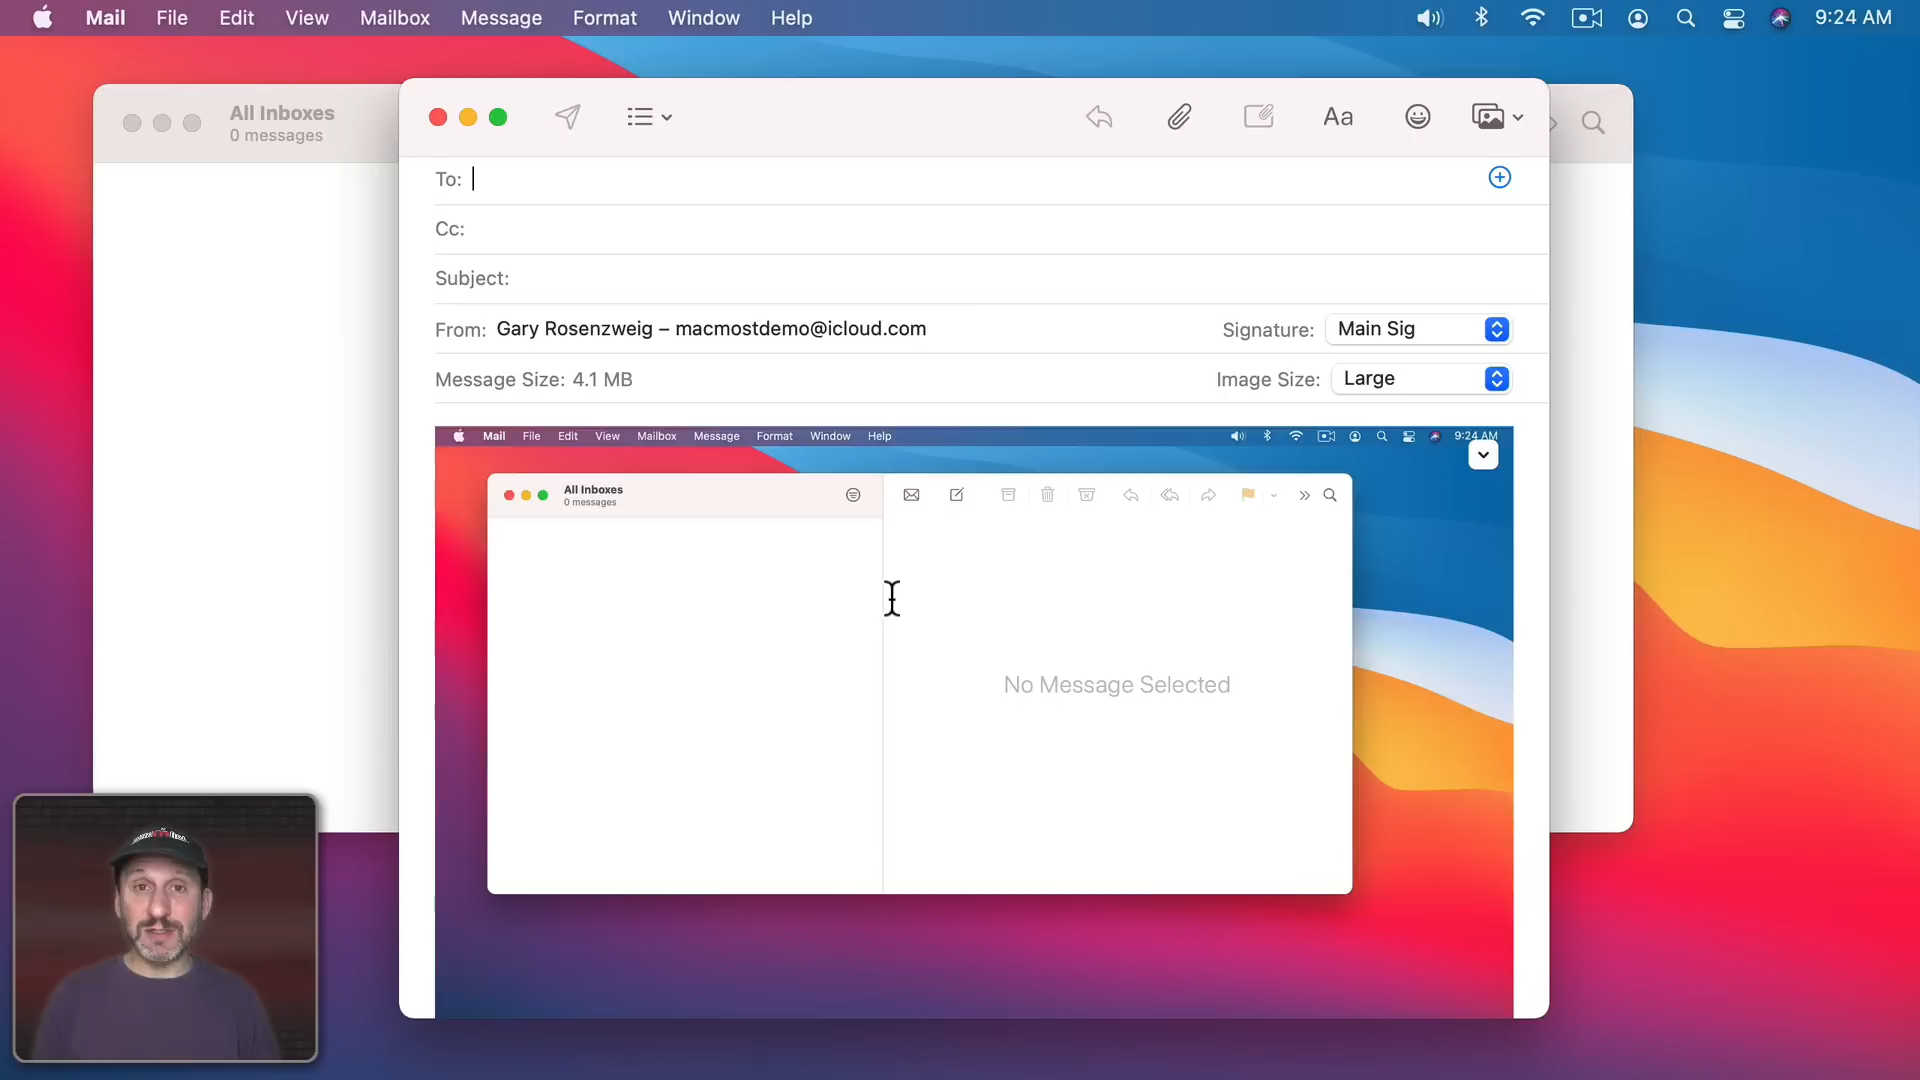 Mail File Edit View Mailbox Message Format Window Help 9:24 AM
All Inboxes
0 messages
Aa
To:
Cc:
Subject:
From: Gary Rosenzweig – macmostdemo@icloud.com Signature: Main Sig
Message Size: 4.1 MB Image Size: Large
Mail File Edit View Mailbox Message Format Window Help 9:24 AM
All Inboxes
0 messages
No Message Selected